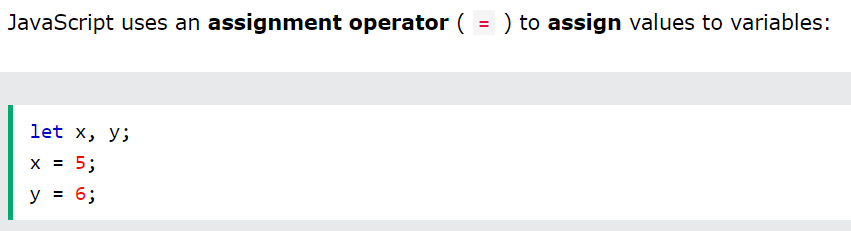 JavaScript uses an assignment operator ( = ) to assign values to variables:
let x, y;
x = 5;
y = 6;